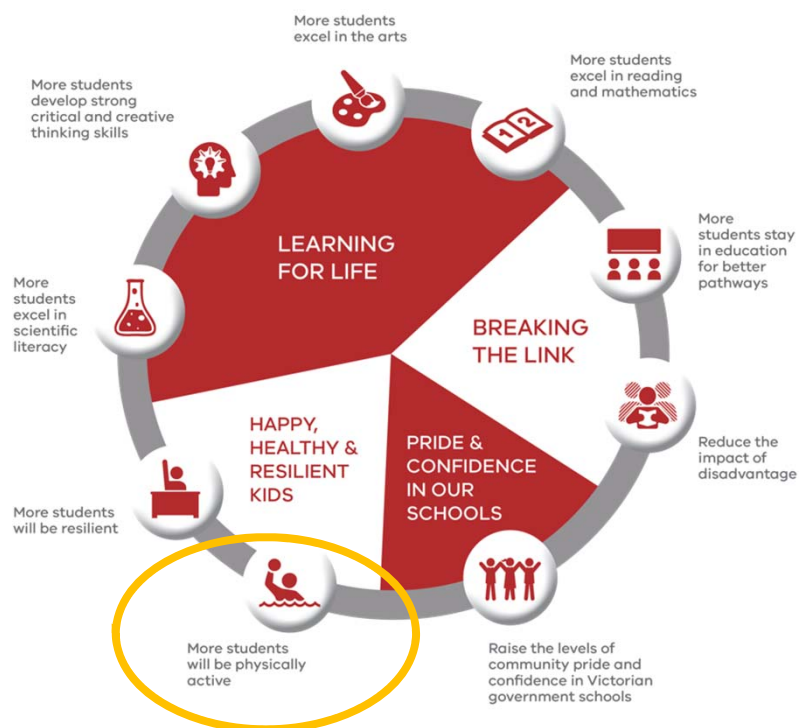 More students
excel in the arts
More students
excel in reading
and mathematics
More students
develop strong
critical and creative
thinking skills
1 2
LEARNING
FOR LIFE
More
students stay
in education
for better
pathways
More
students
excel in
scientific
literacy
BREAKING
THE LINK
HAPPY,
HEALTHY &
RESILIENT
KIDS
PRIDE &
CONFIDENCE
IN OUR
SCHOOLS
Reduce the
impact of
disadvantage
More students
will be resilient
More students
will be physically
active
Raise the levels of
community pride and
confidence in Victorian
government schools